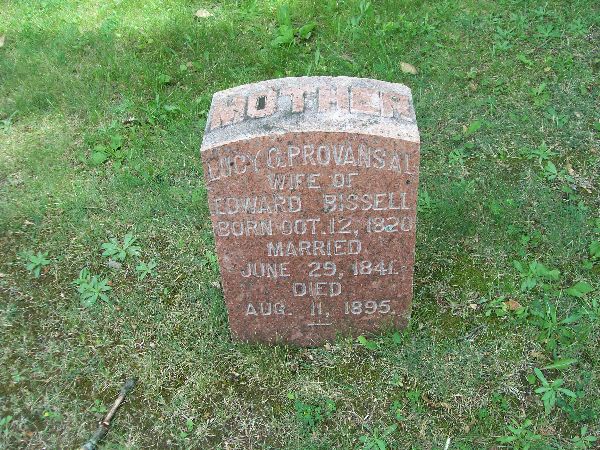 MOTHER
LUCY O. PROVANSAL
WIFE OF
EDWARD BISSELL
BORN OCT. 12, 1820
MARRIED
JUNE 29, 1841.
DIED
AUG. 11, 1895.